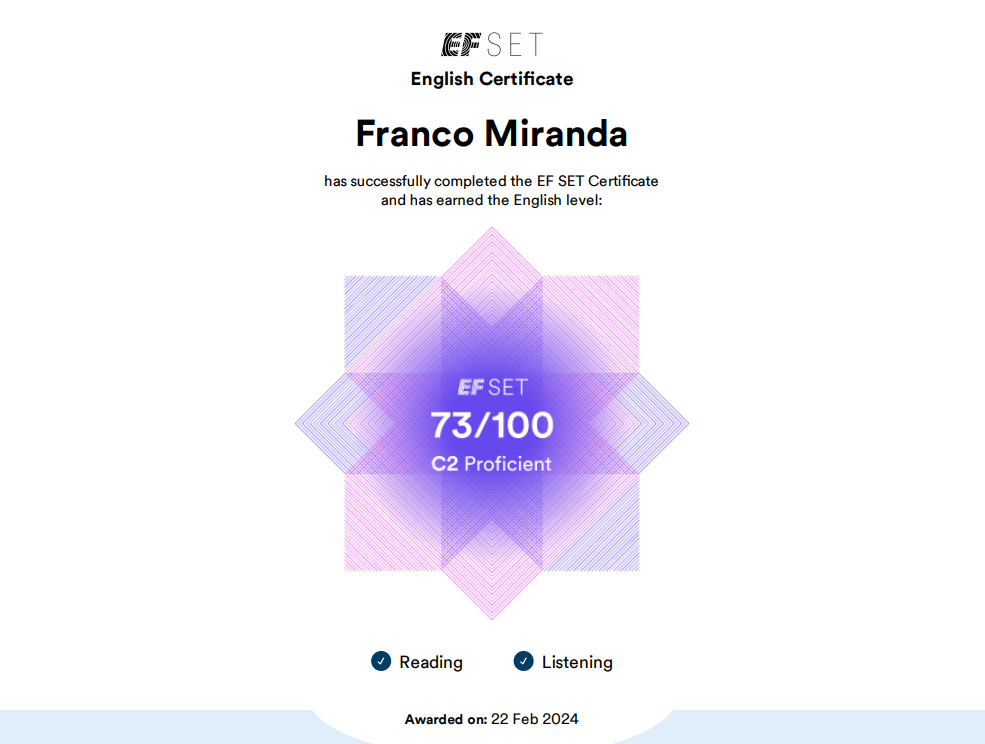 EF SET
English Certificate
Franco Miranda
has successfully completed the EF SET Certificate
and has earned the English level:
EF SET
73/100
C2 Proficient
Reading
Listening
Awarded on: 22 Feb 2024